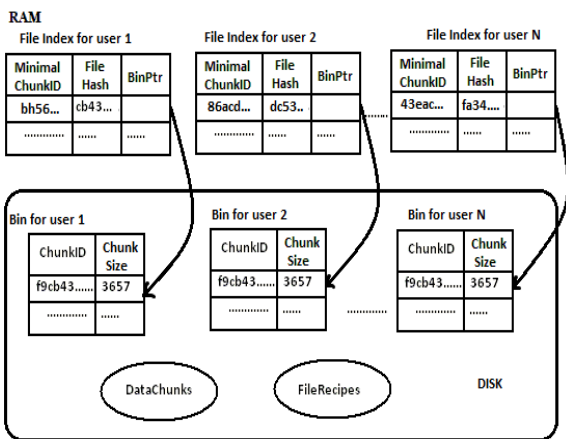 RAM
File Index for user 1
File Index for user 2
File Index for user N
Minimal ChunkID File Hash BinPtr
bh56... cb43...
............. ...... ......
Minimal ChunkID File Hash BinPtr
86acd... dc53..
............. ...... ......
.......
Minimal ChunkID File Hash BinPtr
43eac... fa34....
............. ...... ......
Bin for user 1
Bin for user 2
Bin for user N
ChunkID Chunk Size
f9cb43...... 3657
............. ......
ChunkID Chunk Size
f9cb43...... 3657
............. ......
.............
ChunkID Chunk Size
f9cb43...... 3657
............. ......
DataChunks
FileRecipes
DISK